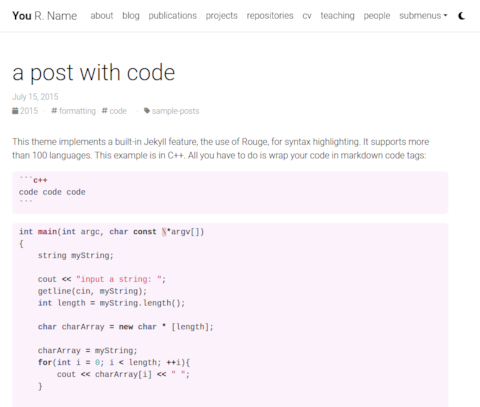 You R. Name about blog publications projects repositories cv teaching people submenus
a post with code
July 15, 2015
2015 · # formatting # code · sample-posts
This theme implements a built-in Jekyll feature, the use of Rouge, for syntax highlighting. It supports more
than 100 languages. This example is in C++. All you have to do is wrap your code in markdown code tags:
```c++
code code code
```
int main(int argc, char const \*argv[])
{
    string myString;
    cout << "input a string: ";
    getline(cin, myString);
    int length = myString.length();
    char charArray = new char * [length];
    charArray = myString;
    for(int i = 0; i < length; ++i){
        cout << charArray[i] << " ";
    }